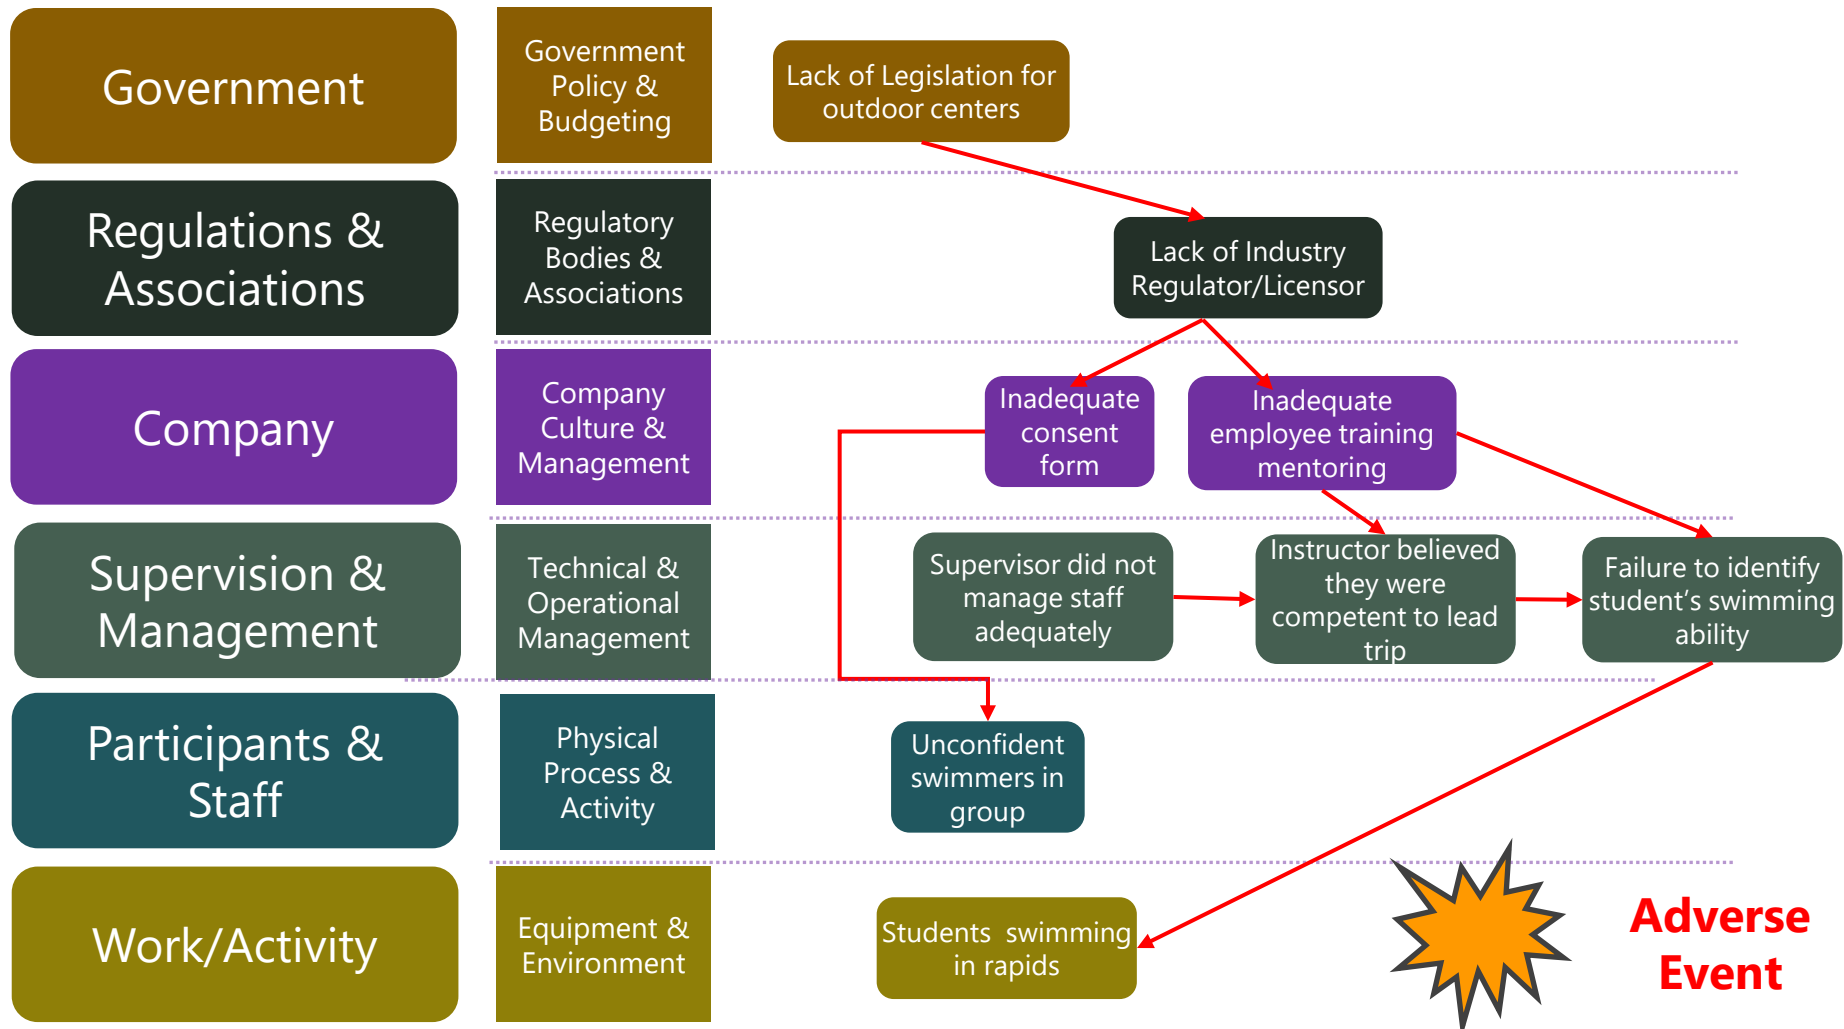 Government
Government
Policy &
Budgeting
Lack of Legislation for
outdoor centers
Regulations &
Associations
Regulatory
Bodies &
Associations
Lack of Industry
Regulator/Licensor
Company
Company
Culture &
Management
Inadequate
consent
form
Inadequate
employee training
mentoring
Supervision &
Management
Technical &
Operational
Management
Supervisor did not
manage staff
adequately
Instructor believed
they were
competent to lead
trip
Failure to identify
student's swimming
ability
Participants &
Staff
Physical
Process &
Activity
Unconfident
swimmers in
group
Work/Activity
Equipment &
Environment
Students swimming
in rapids
Adverse
Event